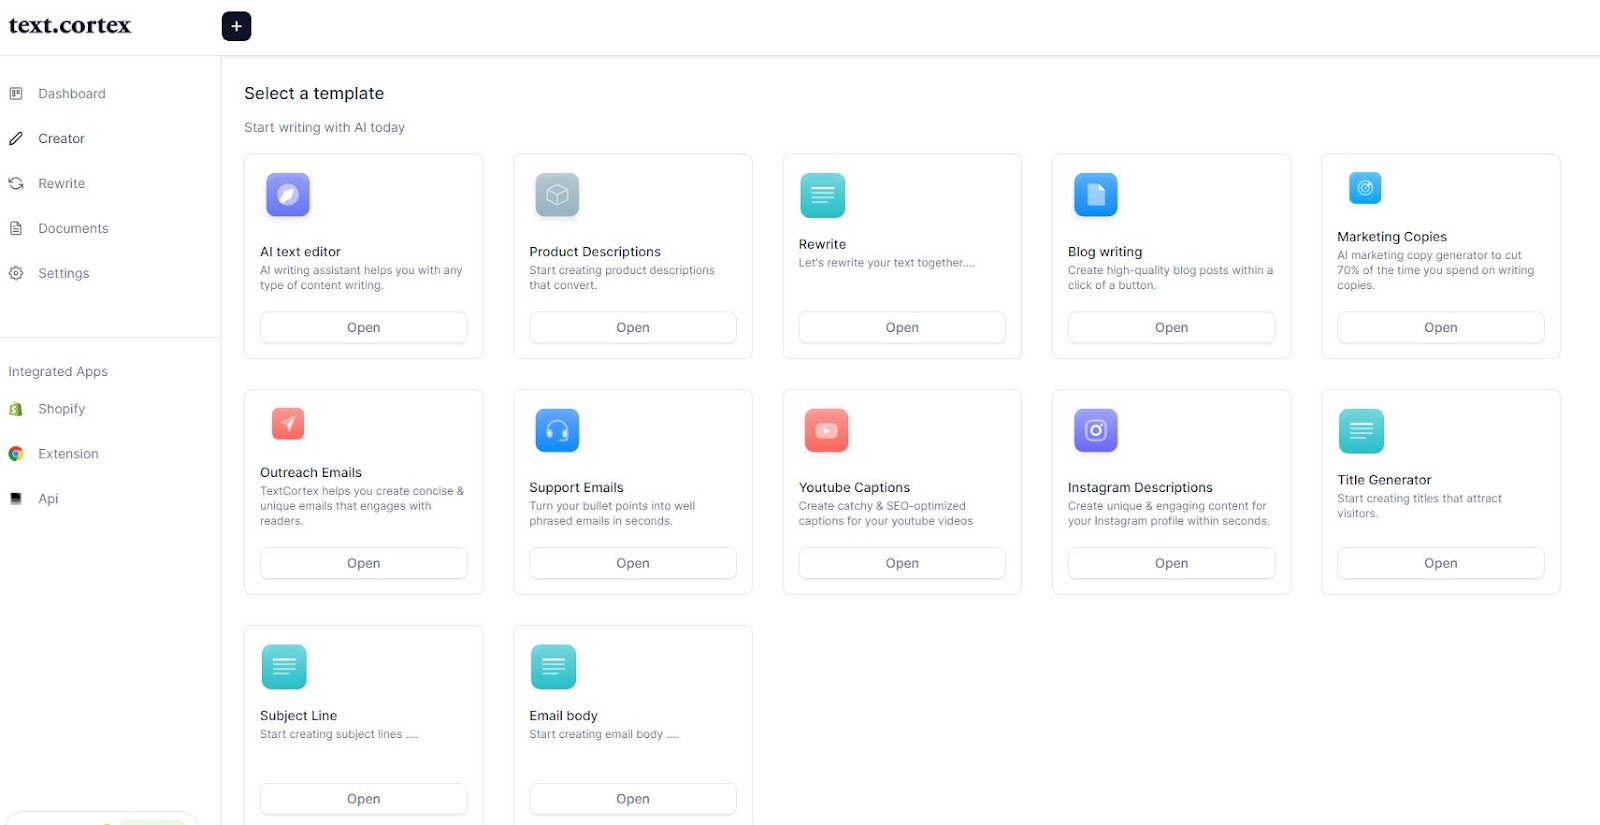 text.cortex
+
Dashboard
Creator
Rewrite
Documents
Settings
Integrated Apps
Shopify
Extension
Api
Select a template
Start writing with AI today
AI text editor
AI writing assistant helps you with any
type of content writing.
Open
Product Descriptions
Start creating product descriptions
that convert.
Open
Rewrite
Let's rewrite your text together....
Open
Blog writing
Create high-quality blog posts within a
click of a button.
Open
Marketing Copies
AI marketing copy generator to cut
70% of the time you spend on writing
copies.
Open
Outreach Emails
TextCortex helps you create concise &
unique emails that engages with
readers.
Open
Support Emails
Turn your bullet points into well
phrased emails in seconds.
Open
Youtube Captions
Create catchy & SEO-optimized
captions for your youtube videos
Open
Instagram Descriptions
Create unique & engaging content for
your Instagram profile within seconds.
Open
Title Generator
Start creating titles that attract
visitors.
Open
Subject Line
Start creating subject lines ....
Open
Email body
Start creating email body ....
Open